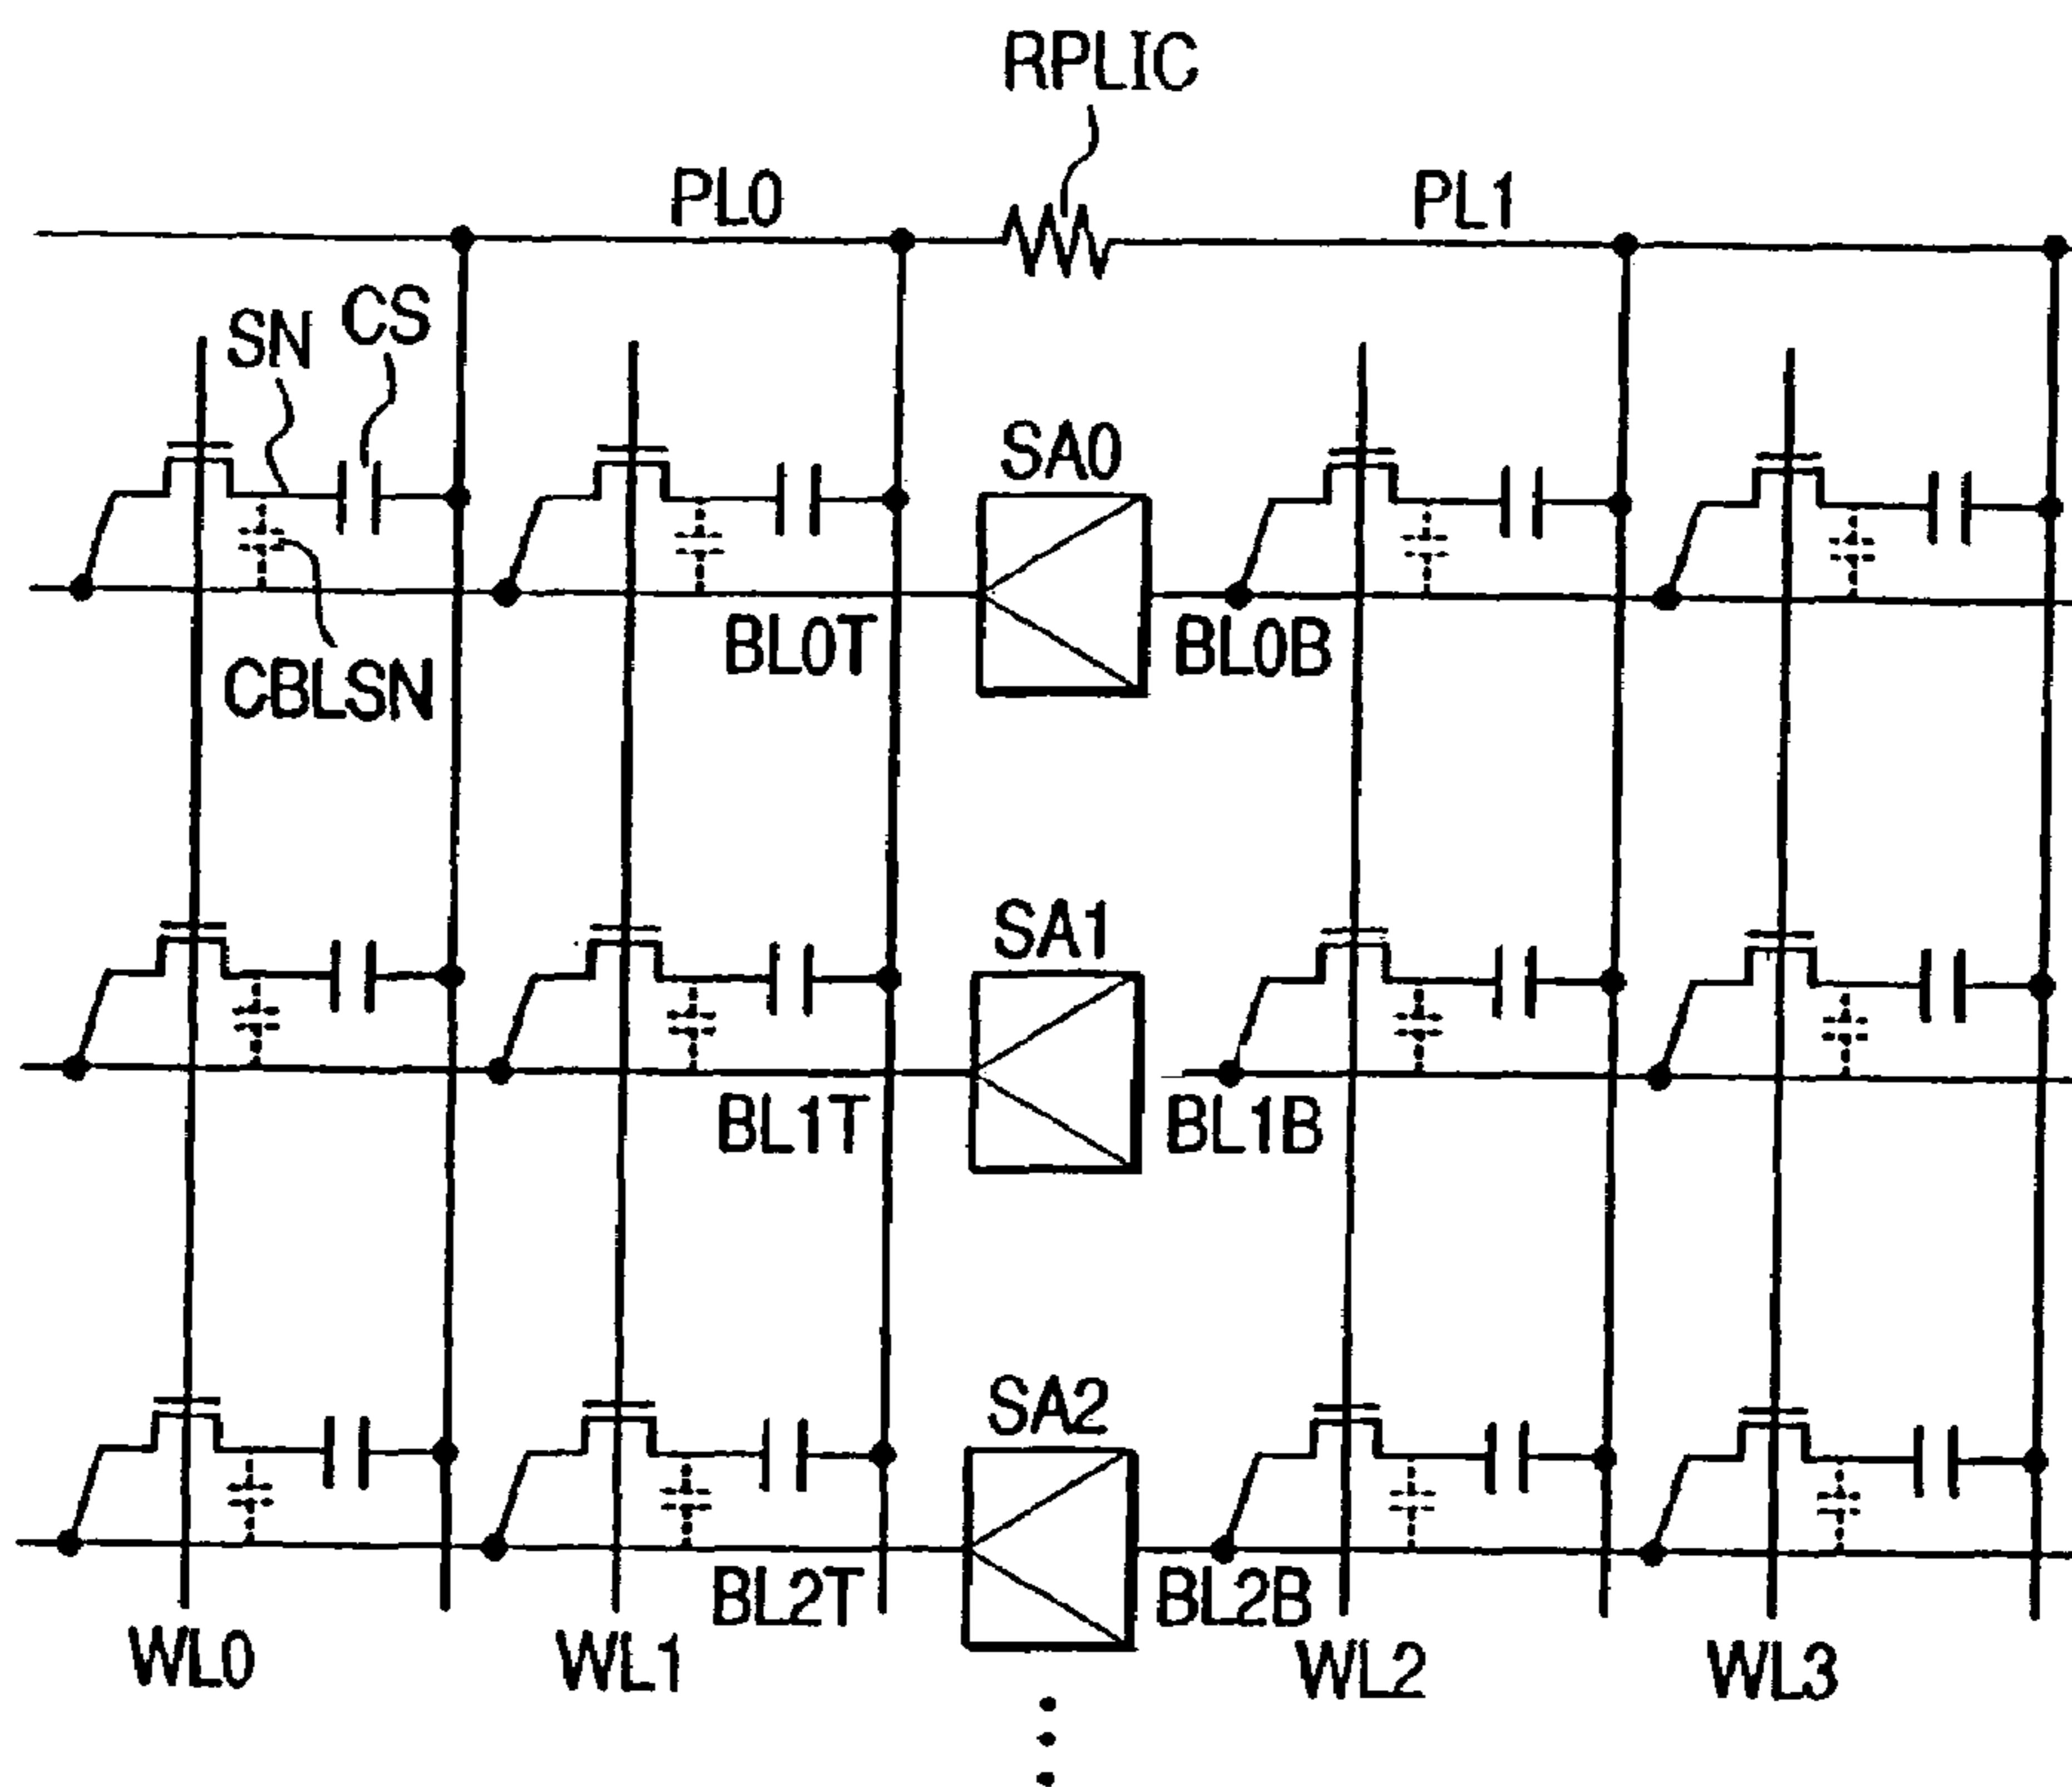 RPLIC
PL0
PL1
SN
CS
SA0
BL0T
BL0B
CBLSN
SA1
BL1T
BL1B
SA2
BL2T
BL2B
WL0
WL1
WL2
WL3